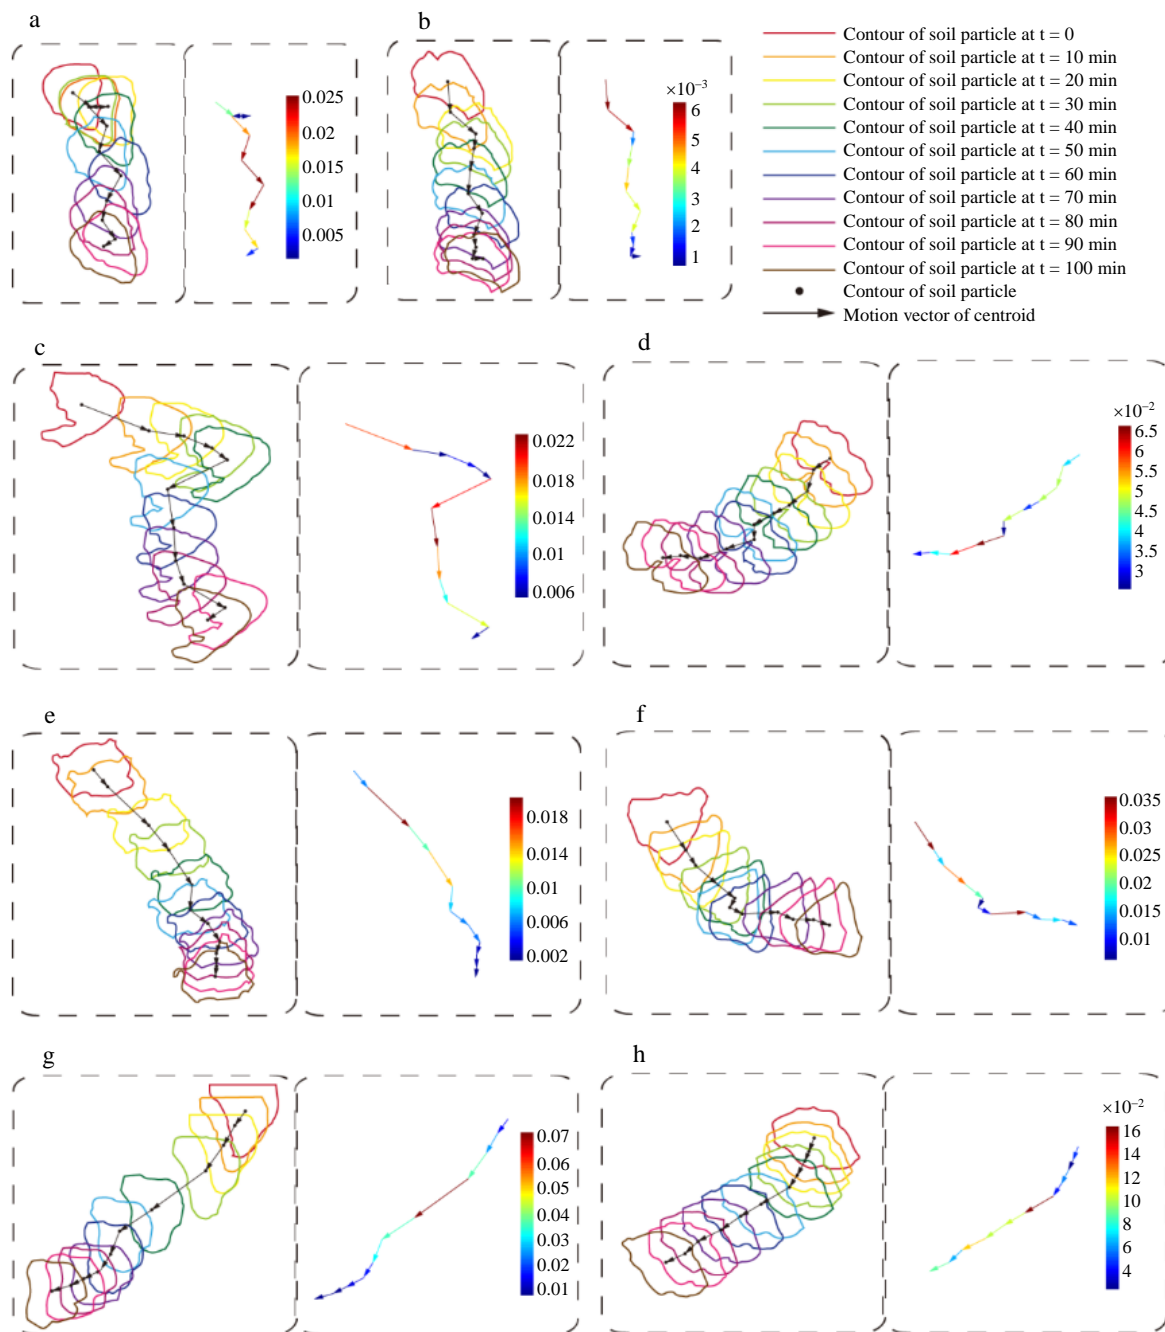 a
b
Contour of soil particle at t = 0
Contour of soil particle at t = 10 min
Contour of soil particle at t = 20 min
Contour of soil particle at t = 30 min
Contour of soil particle at t = 40 min
Contour of soil particle at t = 50 min
Contour of soil particle at t = 60 min
Contour of soil particle at t = 70 min
Contour of soil particle at t = 80 min
Contour of soil particle at t = 90 min
Contour of soil particle at t = 100 min
Contour of soil particle
Motion vector of centroid
0.025
0.020
0.015
0.010
0.005
×10⁻³
6
5
4
3
2
1
c
d
0.022
0.018
0.014
0.01
0.006
×10⁻²
6.5
6
5.5
5
4.5
4
3.5
3
e
f
0.018
0.014
0.01
0.006
0.002
0.035
0.03
0.025
0.02
0.015
0.01
g
h
0.07
0.06
0.05
0.04
0.03
0.02
0.01
×10⁻²
16
14
12
10
8
6
4